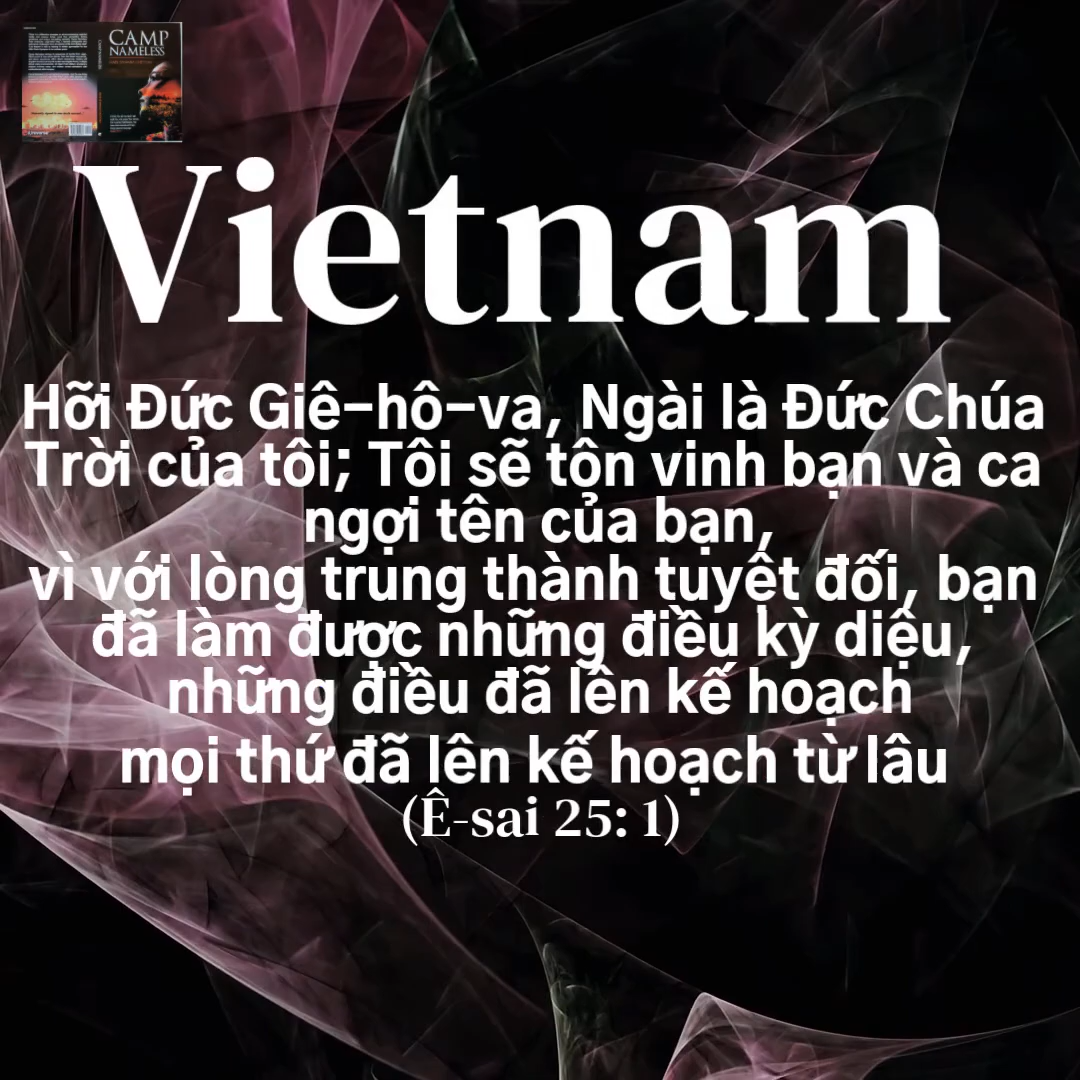 CAMP
NAMELESS
Vietnam
Hỡi Đức Giê-hô-va, Ngài là Đức Chúa
Trời của tôi; Tôi sẽ tôn vinh bạn và ca
ngợi tên của bạn,
vì với lòng trung thành tuyệt đối, bạn
đã làm được những điều kỳ diệu,
những điều đã lên kế hoạch
mọi thứ đã lên kế hoạch từ lâu
(Ê-sai 25: 1)